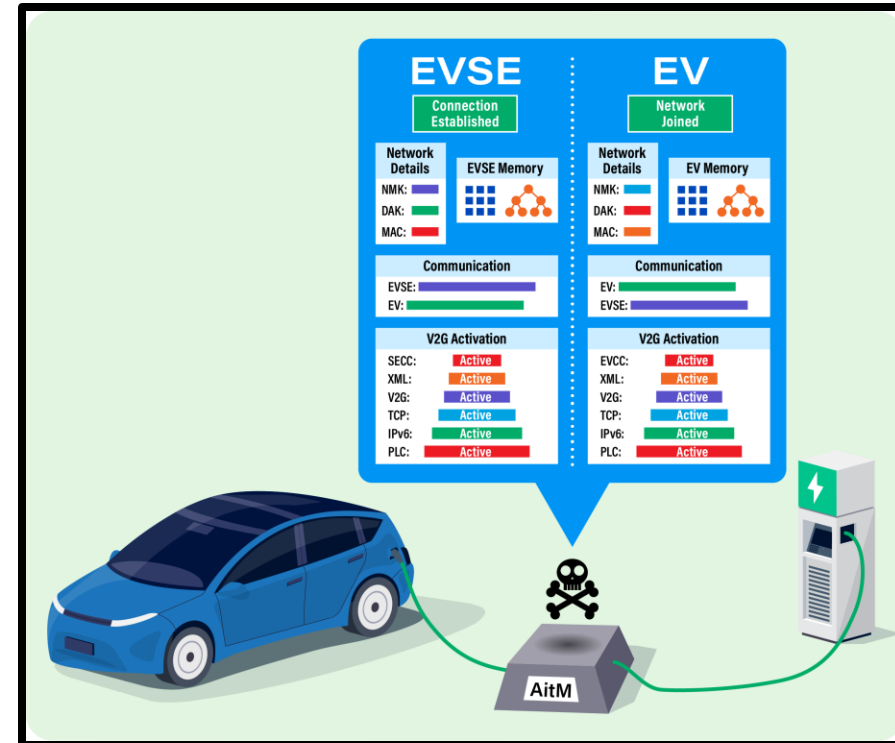 EVSE
Connection
Established
Network
Details
NMK:
DAK:
MAC:
EVSE Memory
Communication
EVSE:
EV:
V2G Activation
SECC: Active
XML: Active
V2G: Active
TCP: Active
IPv6: Active
PLC: Active
EV
Network
Joined
Network
Details
NMK:
DAK:
MAC:
EV Memory
Communication
EV:
EVSE:
V2G Activation
EVCC: Active
XML: Active
V2G: Active
TCP: Active
IPv6: Active
PLC: Active
AitM